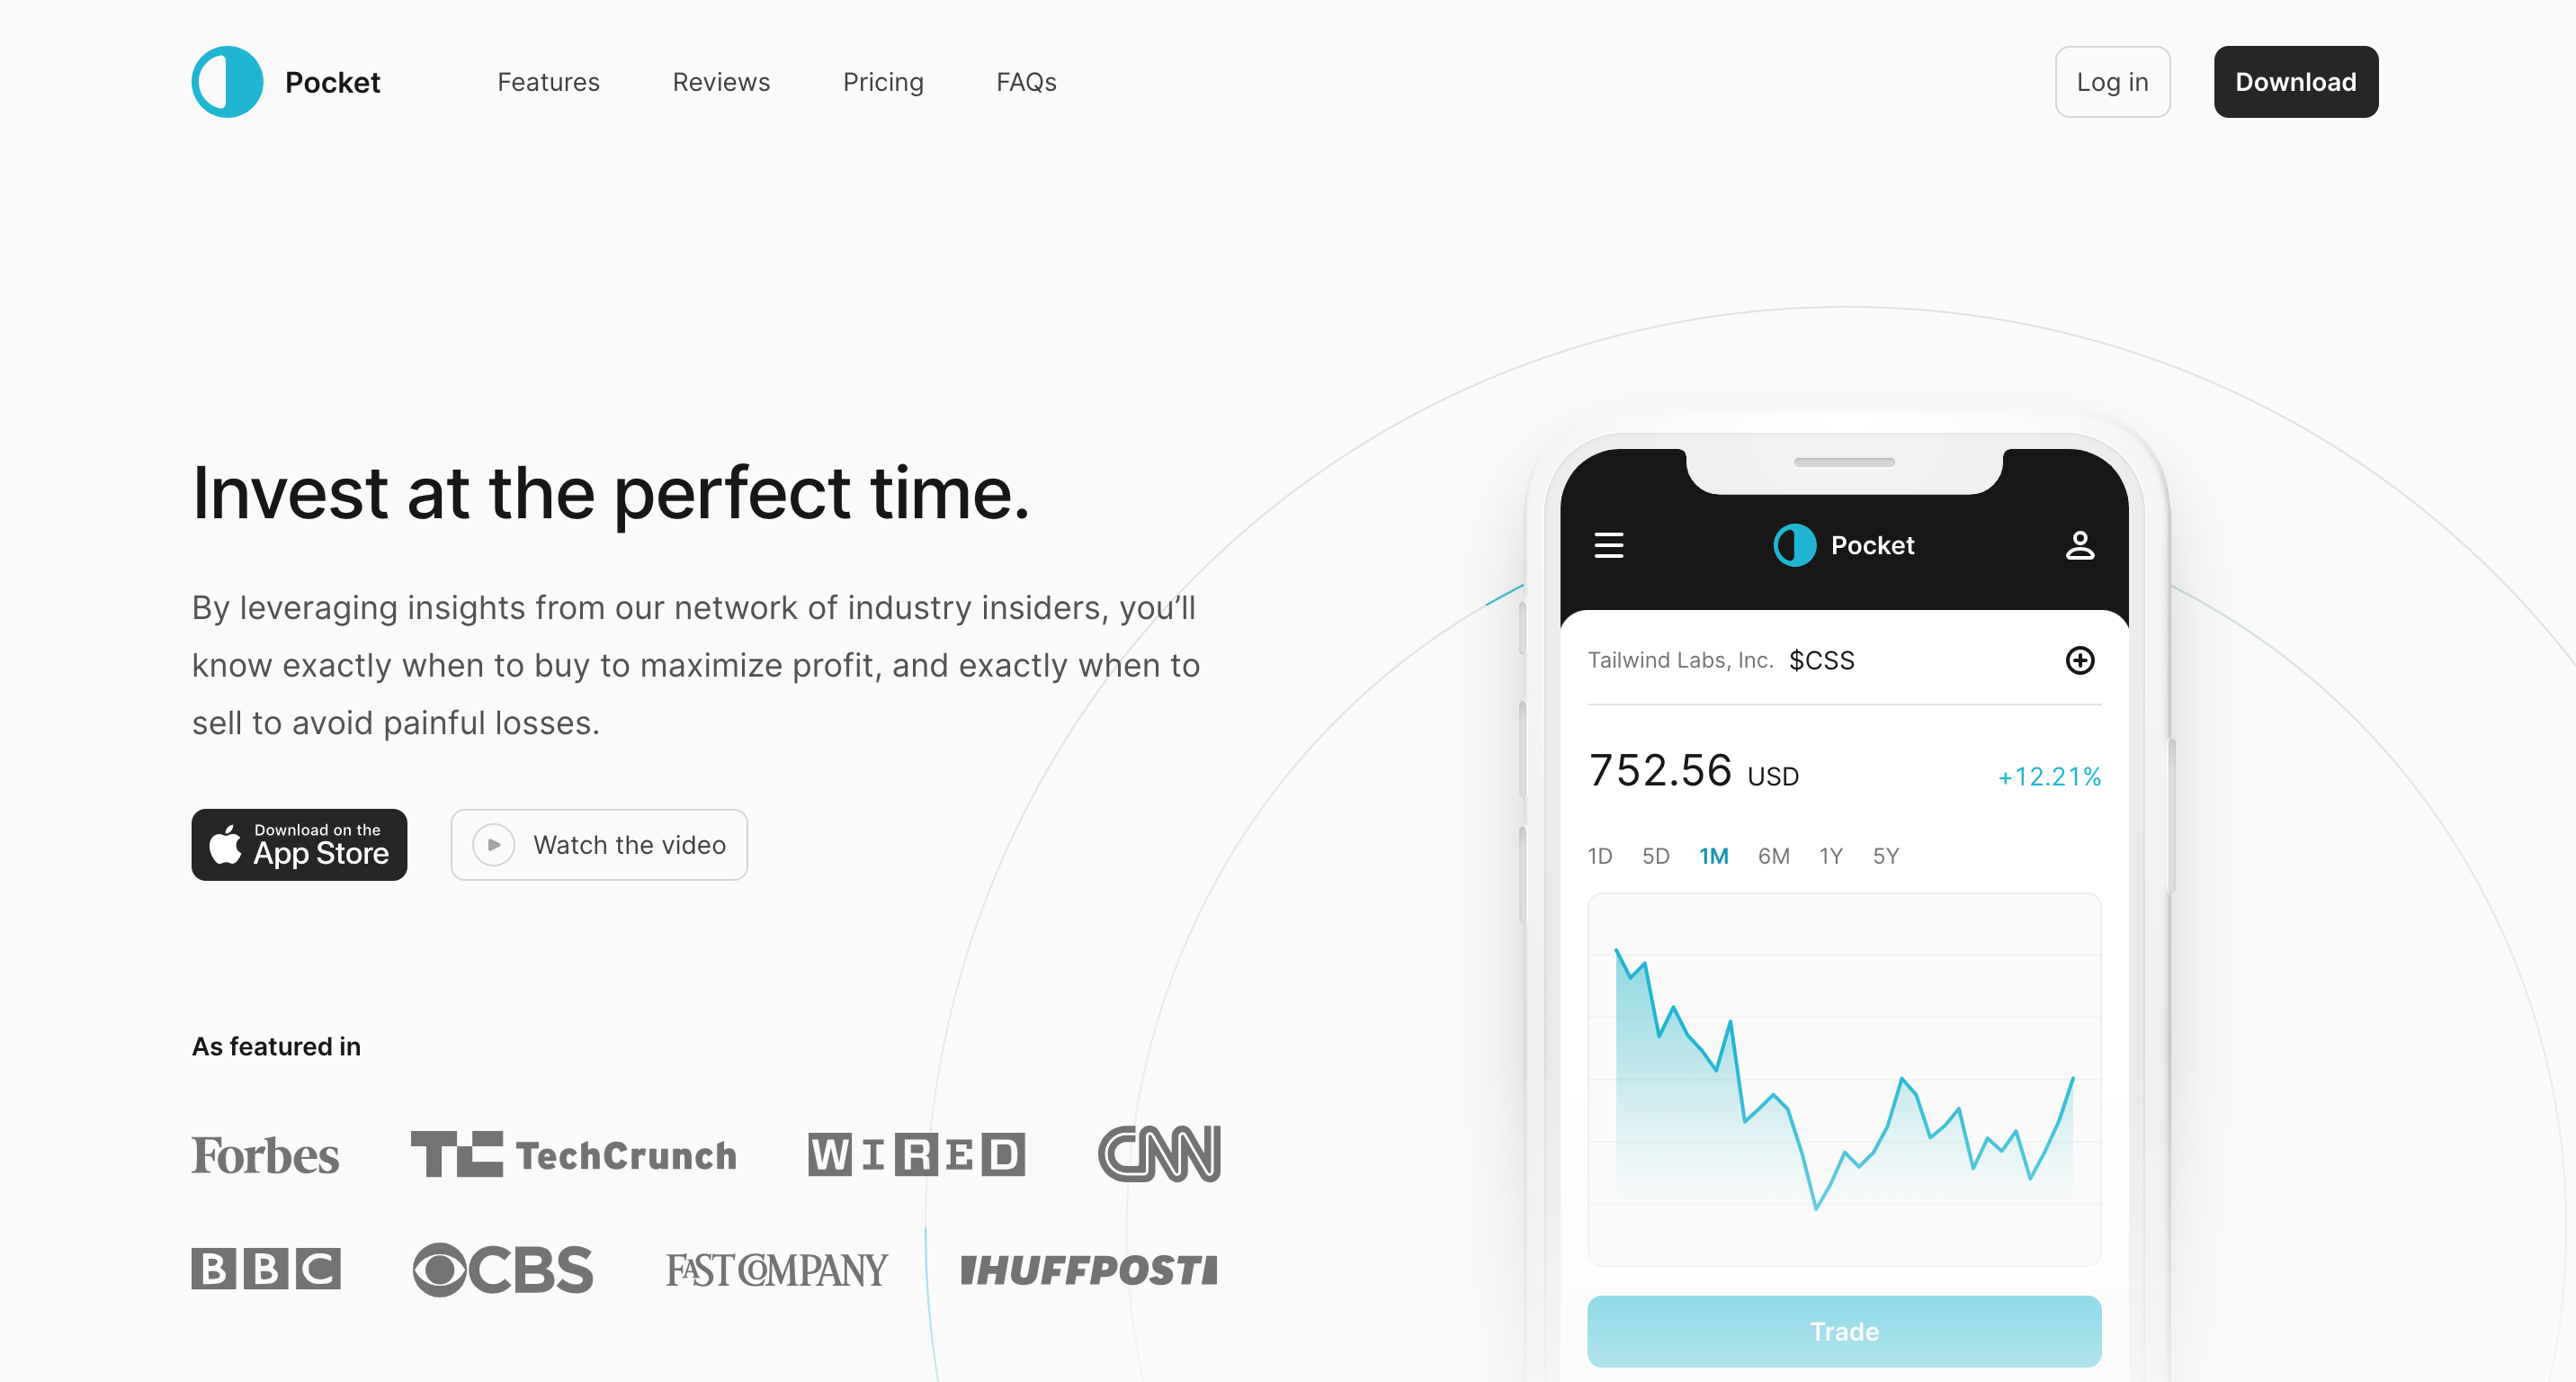 Pocket
Features
Reviews
Pricing
FAQs
Log in
Download
Invest at the perfect time.
By leveraging insights from our network of industry insiders, you’ll
know exactly when to buy to maximize profit, and exactly when to
sell to avoid painful losses.
Download on the
App Store
Watch the video
As featured in
Forbes
TC TechCrunch
WIRED
CNN
BBC
CBS
FAST COMPANY
HUFFPOST
Pocket
Tailwind Labs, Inc. $CSS
752.56 USD
+12.21%
1D 5D 1M 6M 1Y 5Y
Trade